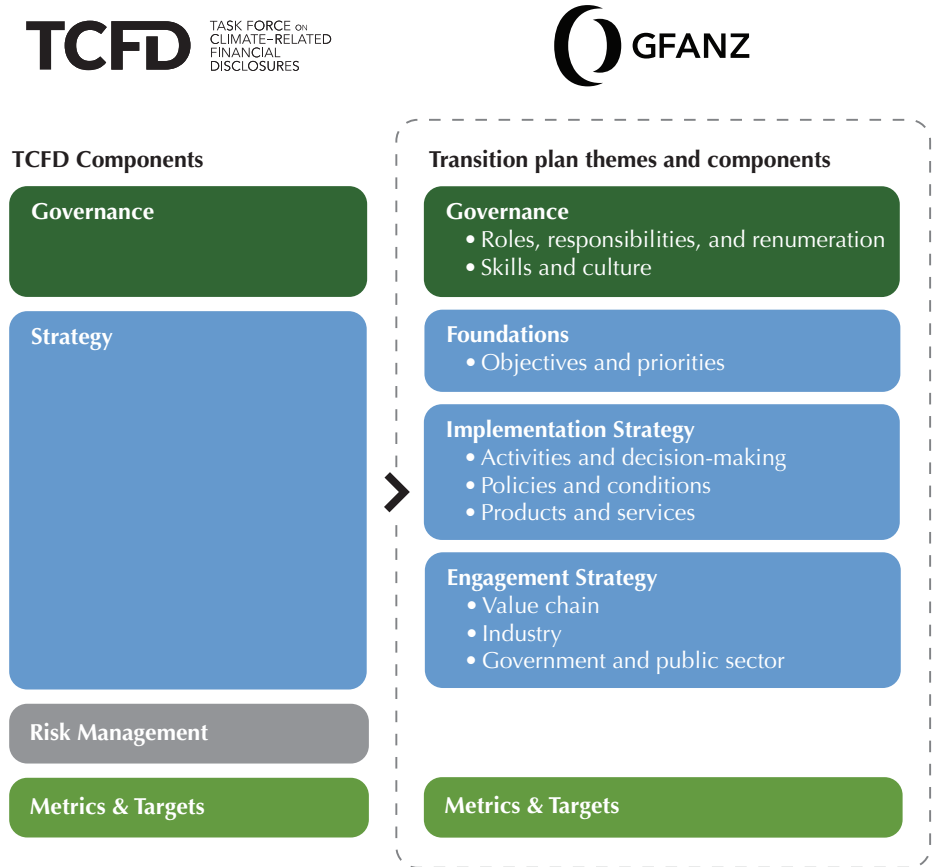 TCFD
TASK FORCE ON
CLIMATE-RELATED
FINANCIAL
DISCLOSURES
GFANZ
TCFD Components
Governance
Strategy
Risk Management
Metrics & Targets
Transition plan themes and components
Governance
• Roles, responsibilities, and renumeration
• Skills and culture
Foundations
• Objectives and priorities
Implementation Strategy
• Activities and decision-making
• Policies and conditions
• Products and services
Engagement Strategy
• Value chain
• Industry
• Government and public sector
Metrics & Targets